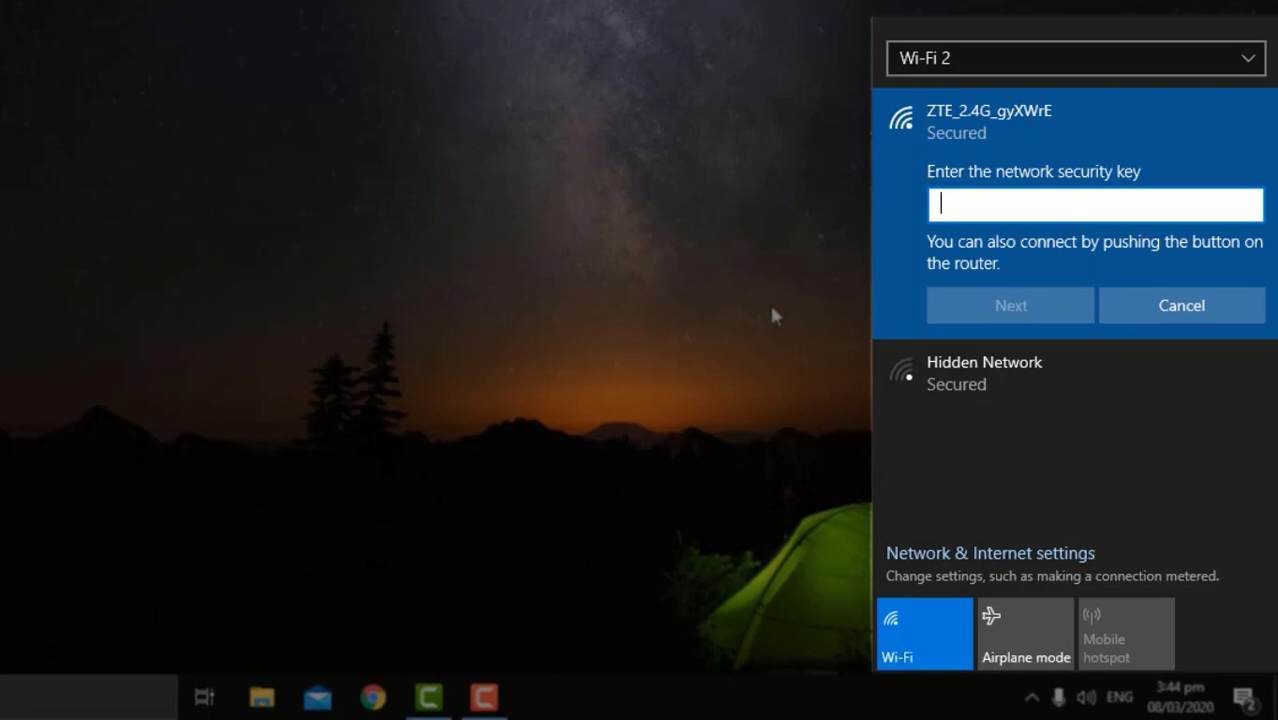 Wi-Fi 2
ZTE_2.4G_gyXWrE
Secured
Enter the network security key
You can also connect by pushing the button on
the router.
Next
Cancel
Hidden Network
Secured
Network & Internet settings
Change settings, such as making a connection metered.
Wi-Fi
Airplane mode
Mobile
hotspot
ENG
3:44 pm
08/03/2020
2